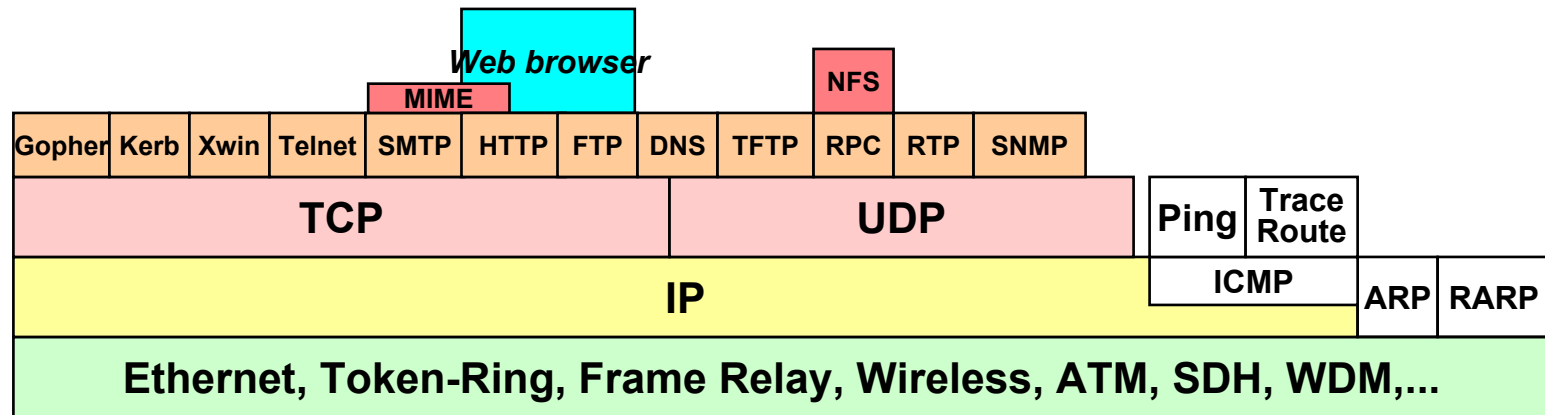 Web browser
MIME
NFS
Gopher Kerb Xwin Telnet SMTP HTTP FTP DNS TFTP RPC RTP SNMP
TCP
UDP
Ping
Trace
Route
IP
ICMP
ARP
RARP
Ethernet, Token-Ring, Frame Relay, Wireless, ATM, SDH, WDM,...